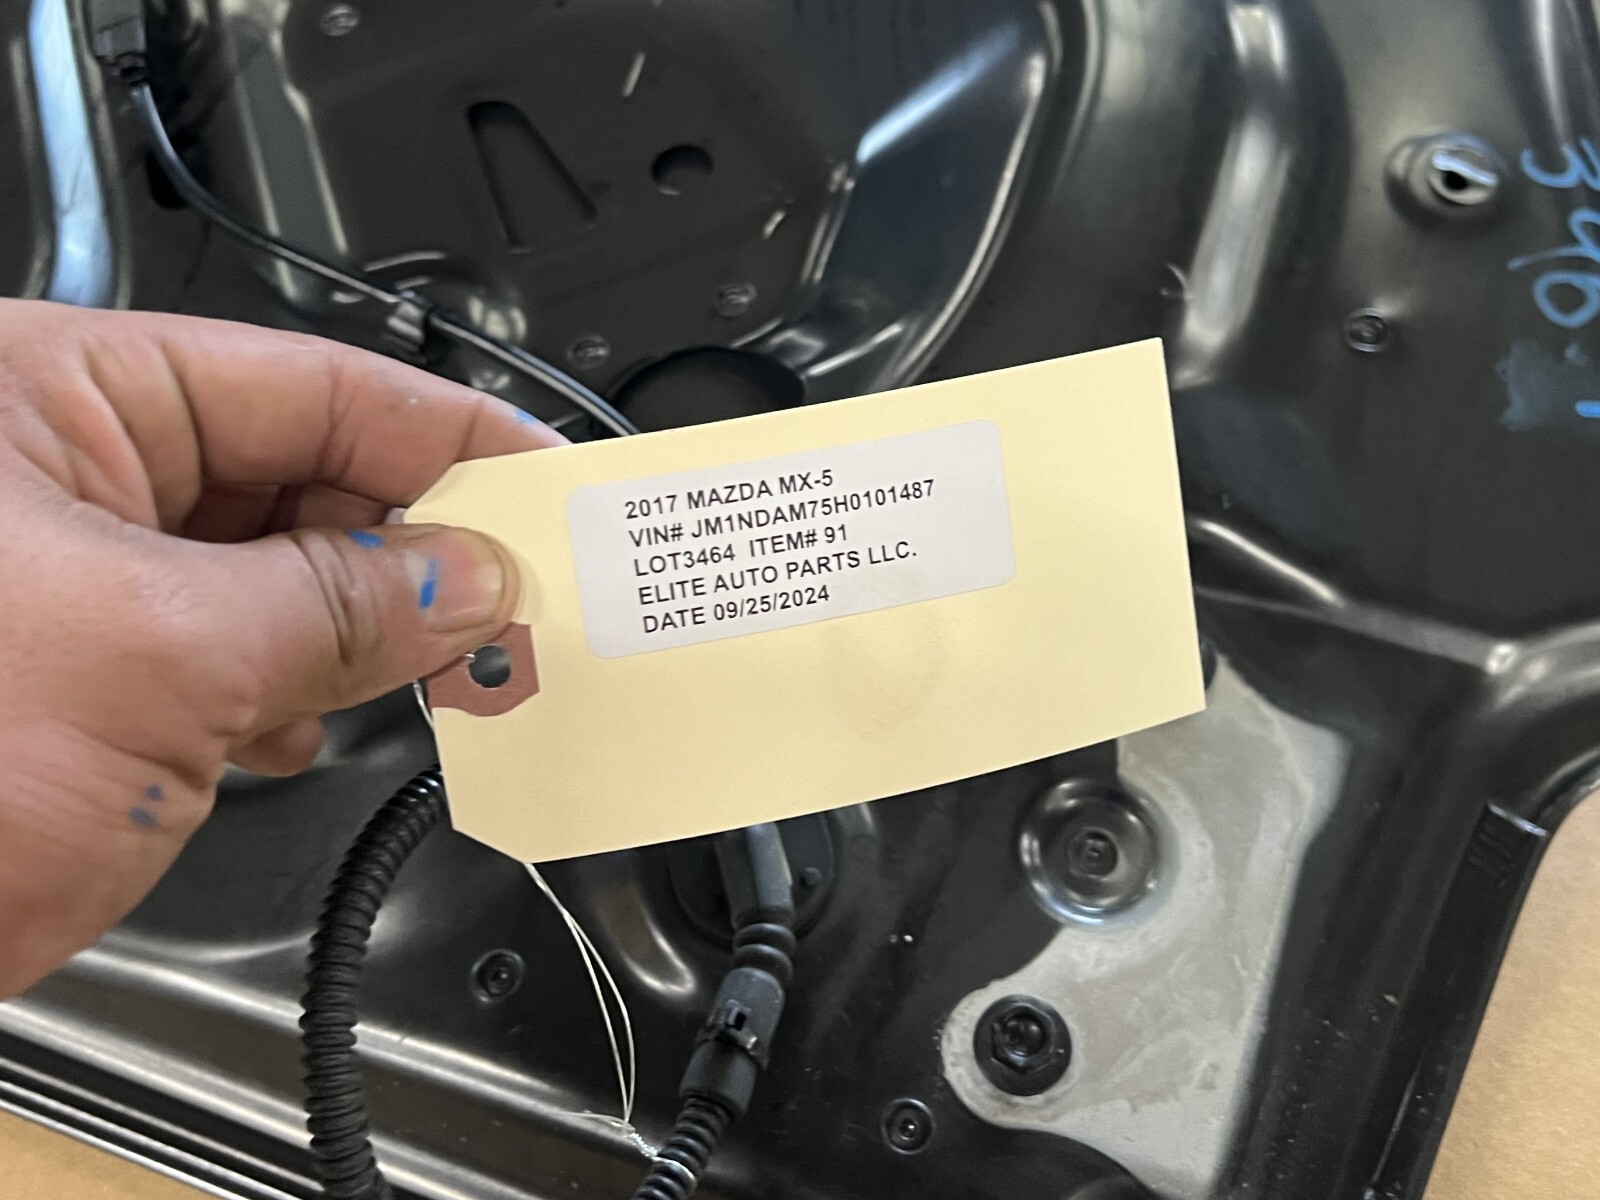 2017 MAZDA MX-5
VIN# JM1NDAM75H0101487
LOT3464 ITEM# 91
ELITE AUTO PARTS LLC.
DATE 09/25/2024